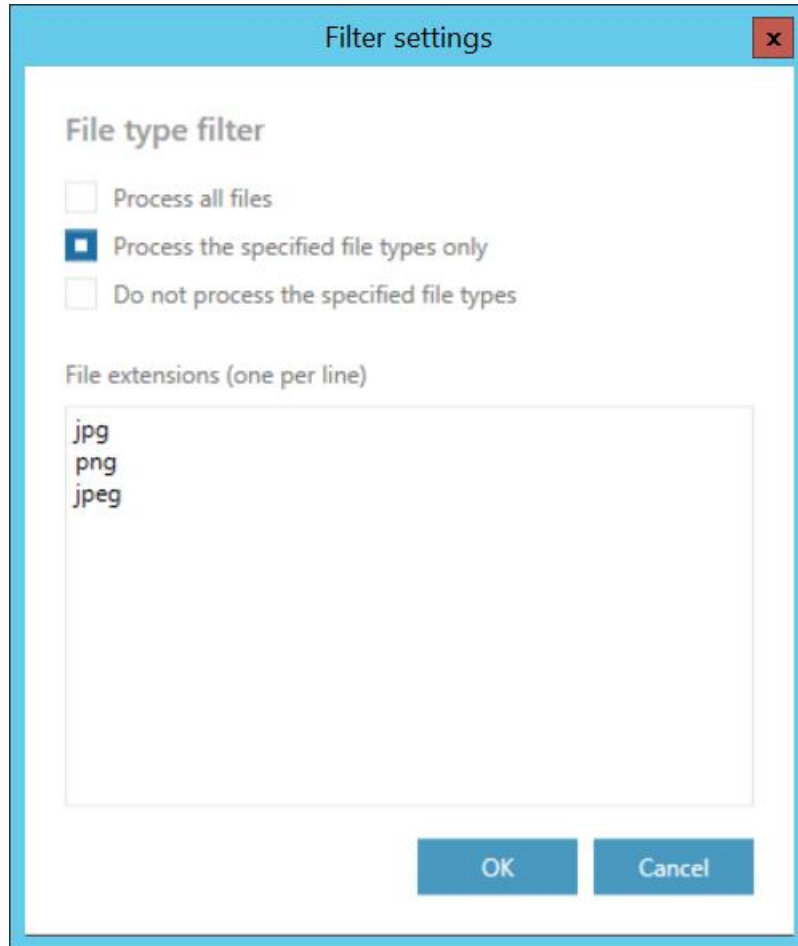 Filter settings
x
File type filter
Process all files
Process the specified file types only
Do not process the specified file types
File extensions (one per line)
jpg
png
jpeg
OK
Cancel